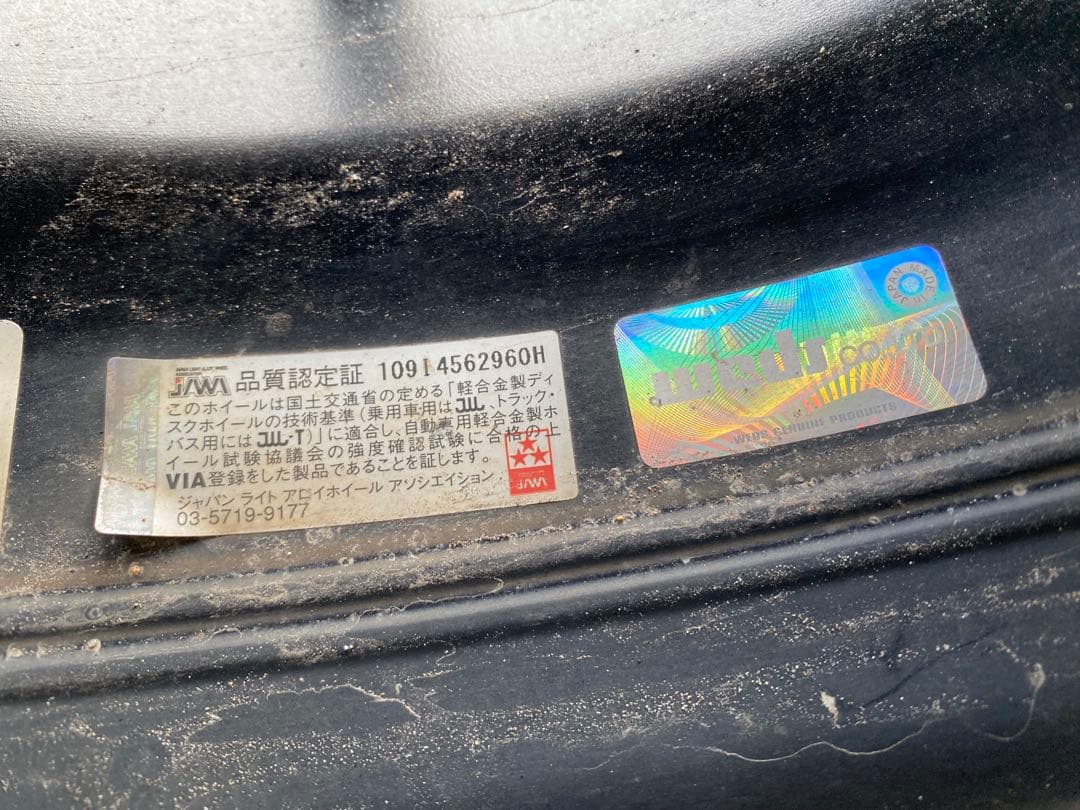 JAPAN LIGHT ALLOY WHEEL ASSOCIATION
JAWA 品質認定証 109I4562960H
このホイールは国土交通省の定める「軽合金製ディ
スクホイールの技術基準（乗用車用はJWL、トラック・
バス用にはJWL-T）」に適合し、自動車用軽合金製ホ
イール試験協議会の強度確認試験に合格の上
VIA登録をした製品であることを証します。
ジャパン ライト アロイホイール アソシエイション
03-5719-9177
JAWA
MADE in JAPAN
weds.co
WEDS GENUINE PRODUCTS